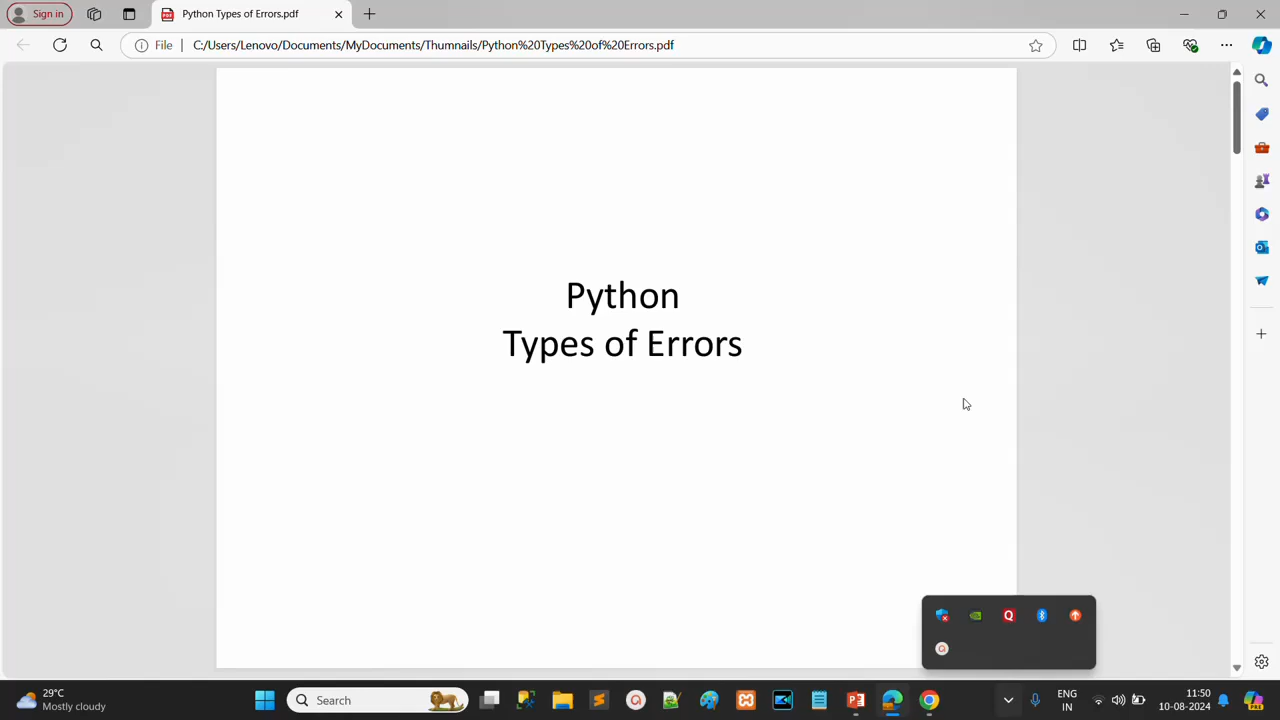 Sign in
Python Types of Errors.pdf
File
C:/Users/Lenovo/Documents/MyDocuments/Thumnails/Python%20Types%20of%20Errors.pdf
Python
Types of Errors
29°C
Mostly cloudy
Search
ENG
IN
11:50
10-08-2024